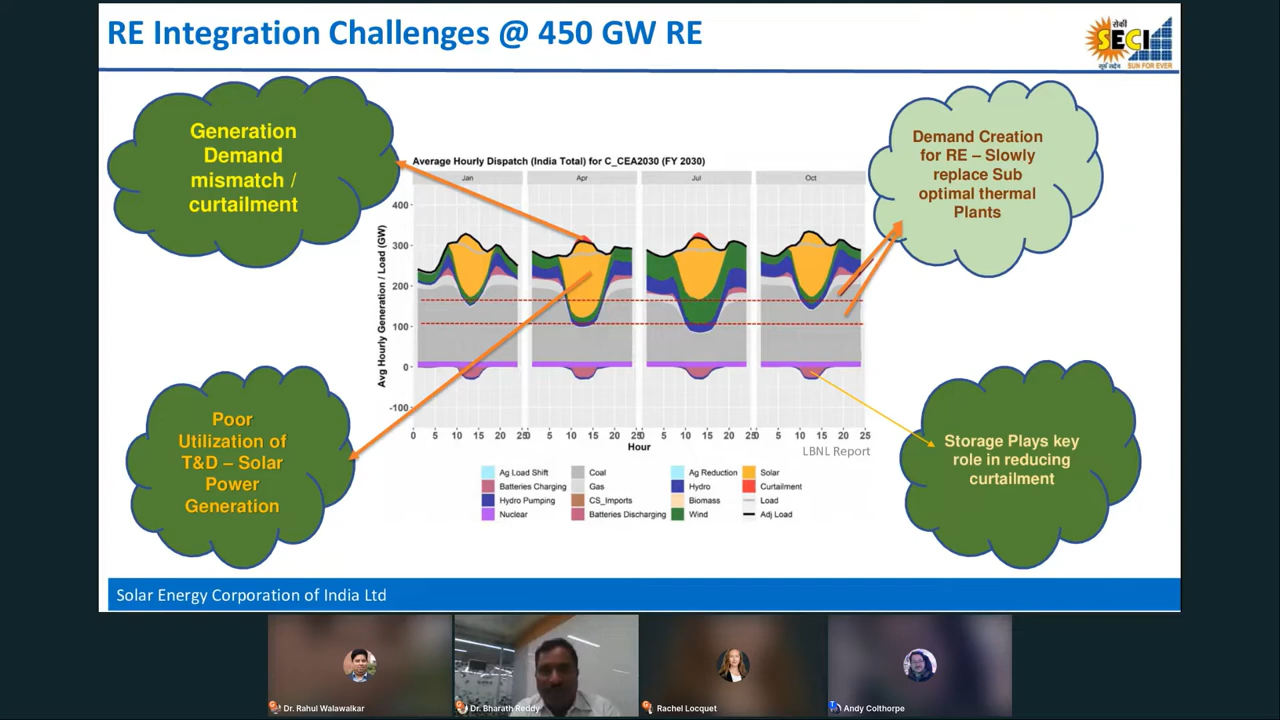 RE Integration Challenges @ 450 GW RE
सेकी
SECI
SUN FOR EVER
Generation
Demand
mismatch /
curtailment
Demand Creation
for RE – Slowly
replace Sub
optimal thermal
Plants
Average Hourly Dispatch (India Total) for C_CEA2030 (FY 2030)
Jan Apr Jul Oct
Avg Hourly Generation / Load (GW)
400
300
200
100
0
-100
0 5 10 15 20 25 0 5 10 15 20 25 0 5 10 15 20 25 0 5 10 15 20 25
Hour
LBNL Report
Poor
Utilization of
T&D – Solar
Power
Generation
Storage Plays key
role in reducing
curtailment
Ag Load Shift Coal Ag Reduction Solar
Batteries Charging Gas Hydro Curtailment
Hydro Pumping CS_Imports Biomass Load
Nuclear Batteries Discharging Wind Adj Load
Solar Energy Corporation of India Ltd
Dr. Rahul Walawalkar
Dr. Bharath Reddy
Rachel Locquet
Andy Colthorpe